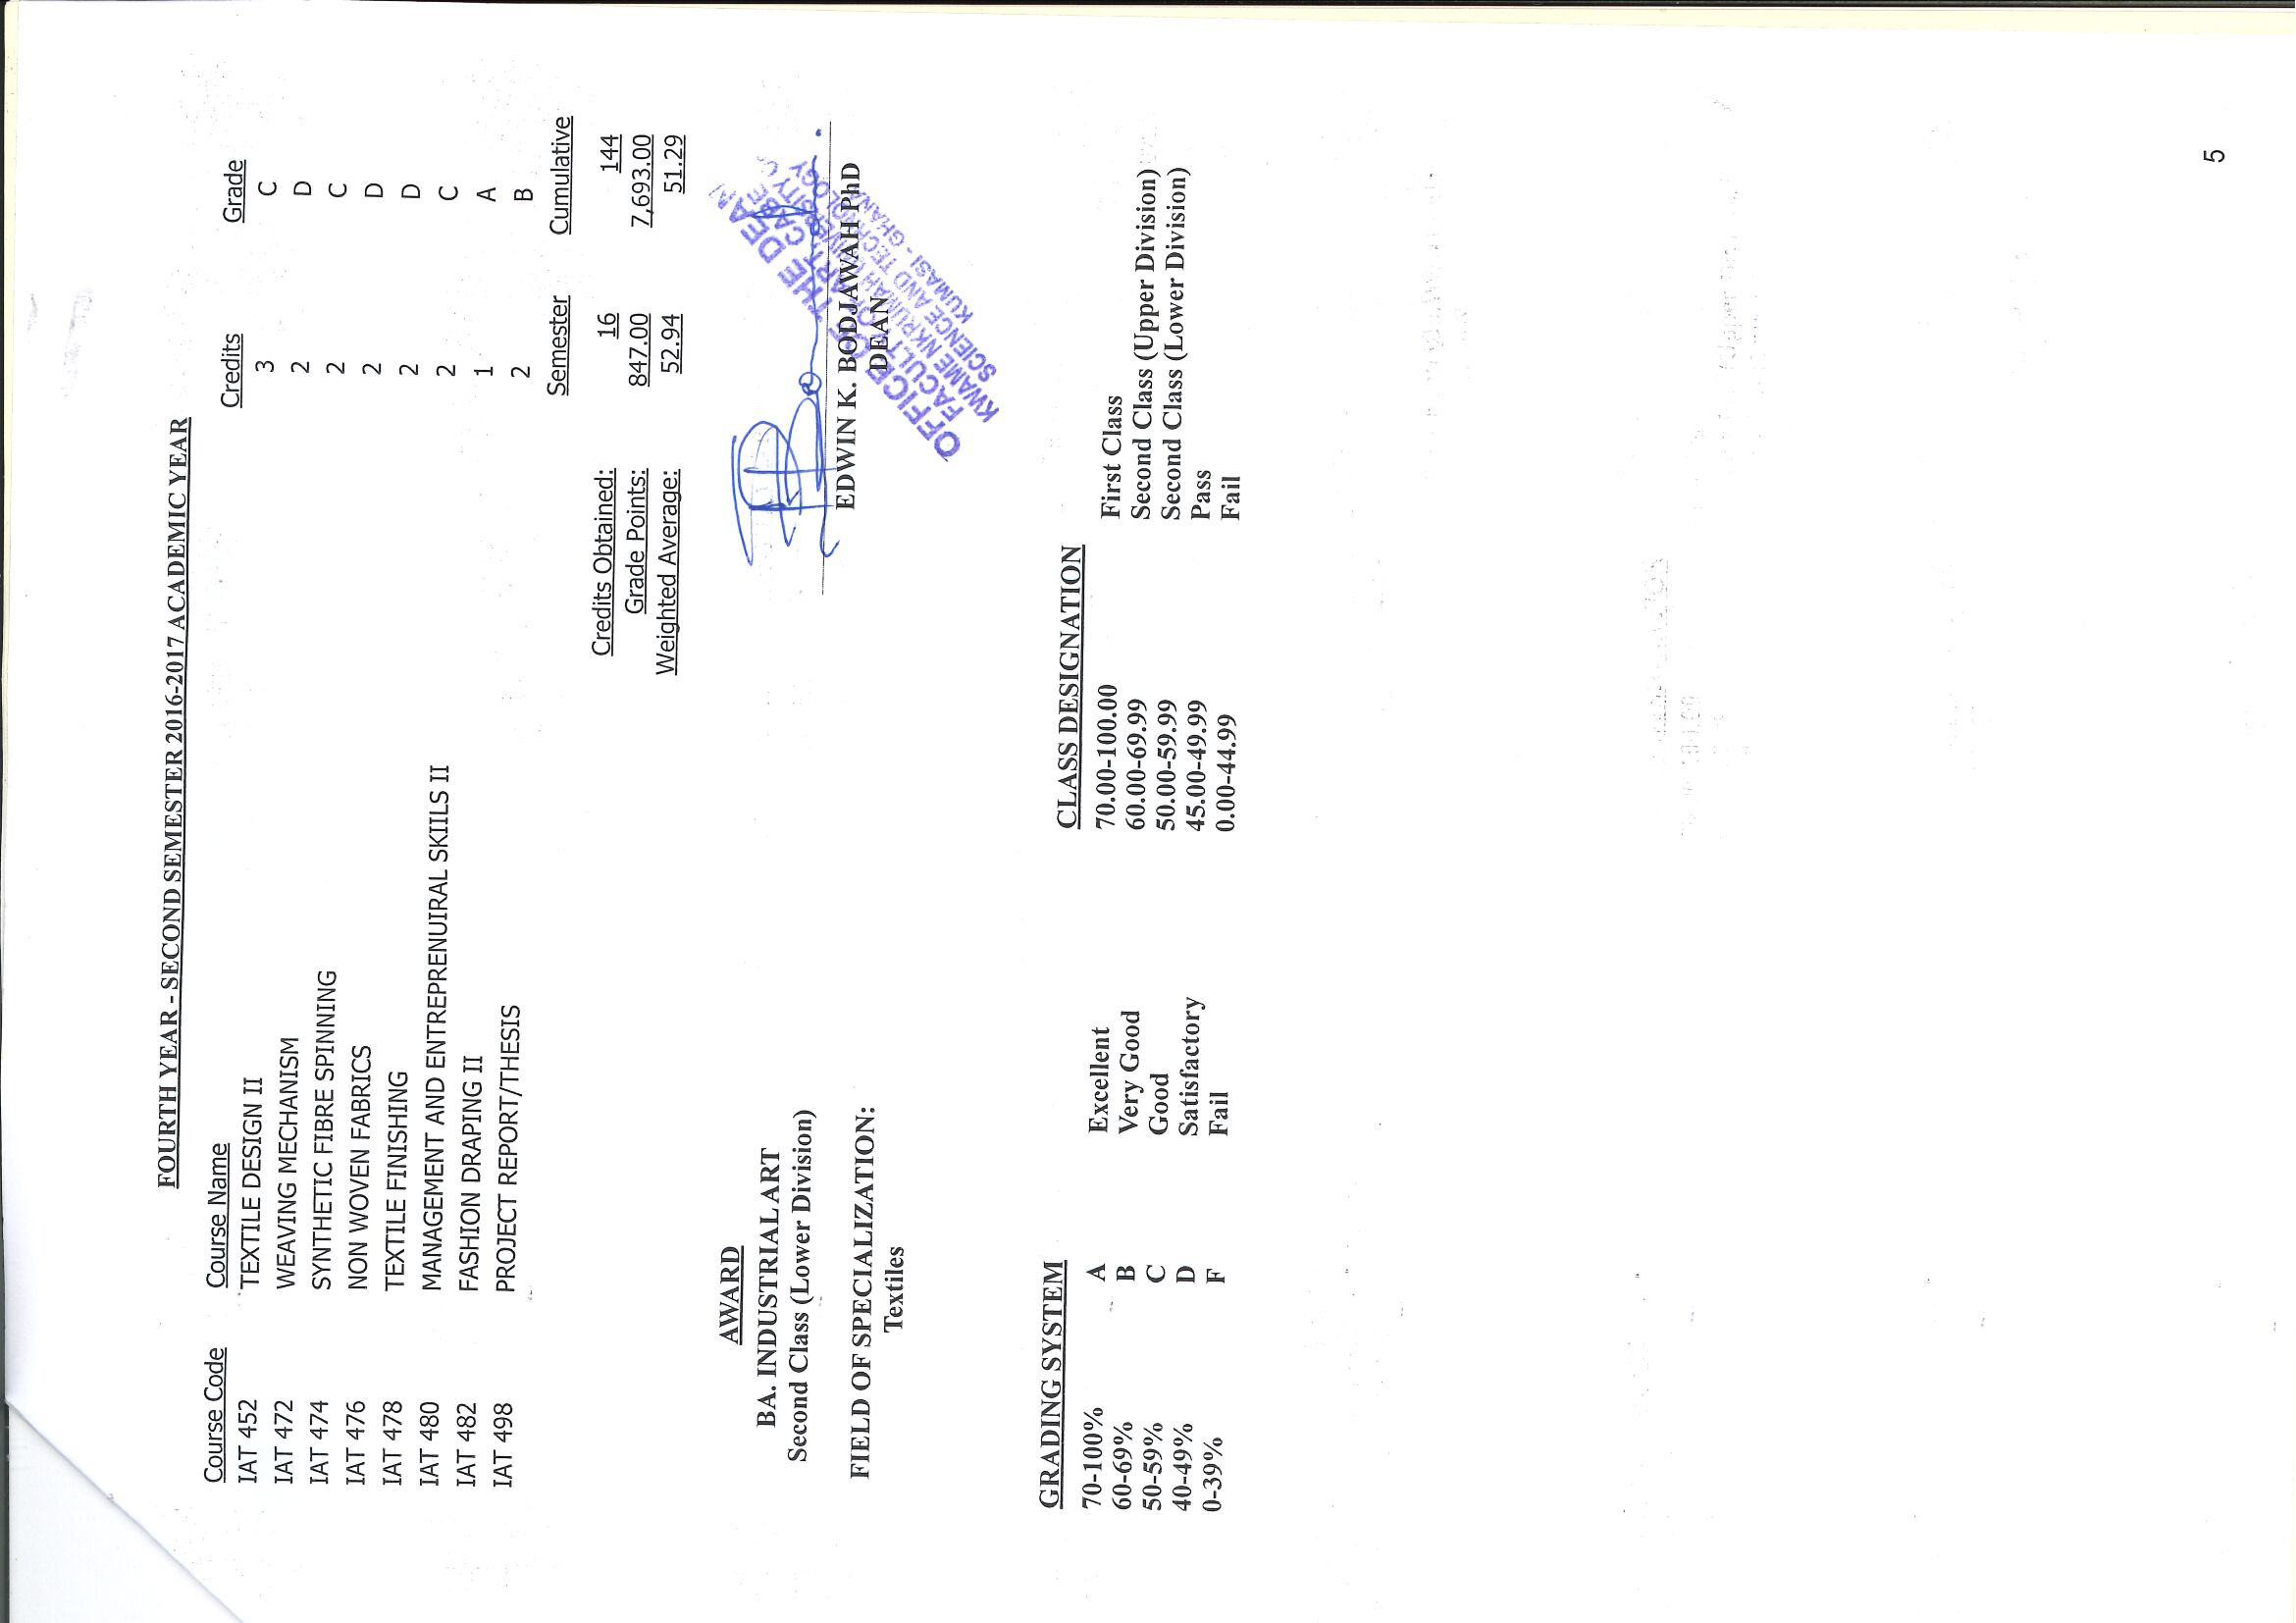 FOURTH YEAR - SECOND SEMESTER 2016-2017 ACADEMIC YEAR
Course Code Course Name Credits Grade
IAT 452 TEXTILE DESIGN II 3 C
IAT 472 WEAVING MECHANISM 2 D
IAT 474 SYNTHETIC FIBRE SPINNING 2 C
IAT 476 NON WOVEN FABRICS 2 D
IAT 478 TEXTILE FINISHING 2 D
IAT 480 MANAGEMENT AND ENTREPRENUIRAL SKIILS II 2 C
IAT 482 FASHION DRAPING II 1 A
IAT 498 PROJECT REPORT/THESIS 2 B
Semester Cumulative
Credits Obtained: 16 144
Grade Points: 847.00 7,693.00
Weighted Average: 52.94 51.29
AWARD
BA. INDUSTRIAL ART
Second Class (Lower Division)
FIELD OF SPECIALIZATION:
Textiles
EDWIN K. BODJAWAH PhD
DEAN
OFFICE OF THE DEAN
FACULTY OF ART, CABE
KWAME NKRUMAH UNIVERSITY OF
SCIENCE AND TECHNOLOGY
KUMASI - GHANA
GRADING SYSTEM
70-100% A Excellent
60-69% B Very Good
50-59% C Good
40-49% D Satisfactory
0-39% F Fail
CLASS DESIGNATION
70.00-100.00 First Class
60.00-69.99 Second Class (Upper Division)
50.00-59.99 Second Class (Lower Division)
45.00-49.99 Pass
0.00-44.99 Fail
5